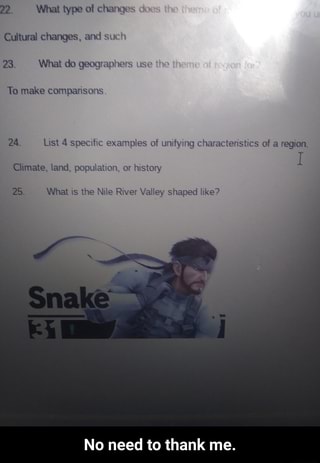 22. What type of changes does the theme of
Cultural changes, and such
23. What do geographers use the theme of region for?
To make comparisons.
24. List 4 specific examples of unifying characteristics of a region.
Climate, land, population, or history
25. What is the Nile River Valley shaped like?
Snake
31
No need to thank me.